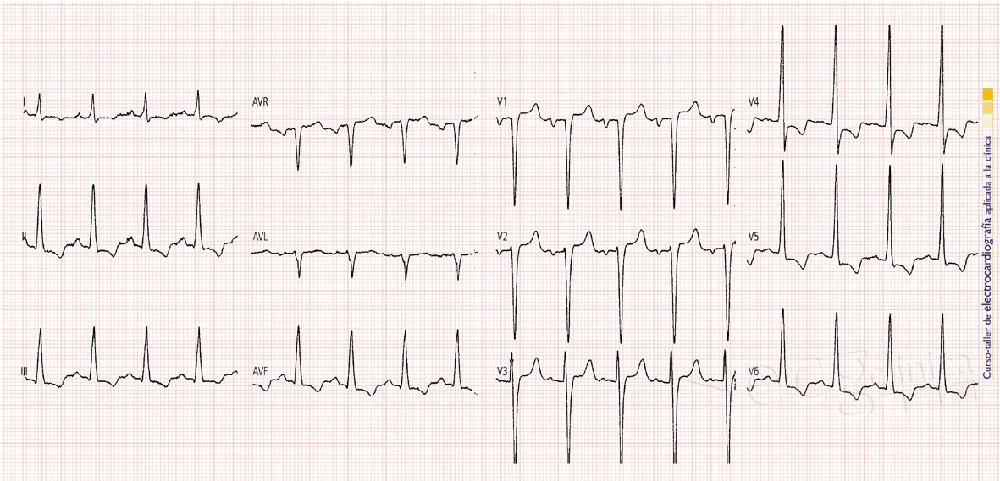 I
AVR
V1
V4
II
AVL
V2
V5
III
AVF
V3
V6
Curso-taller de electrocardiografía aplicada a la clínica